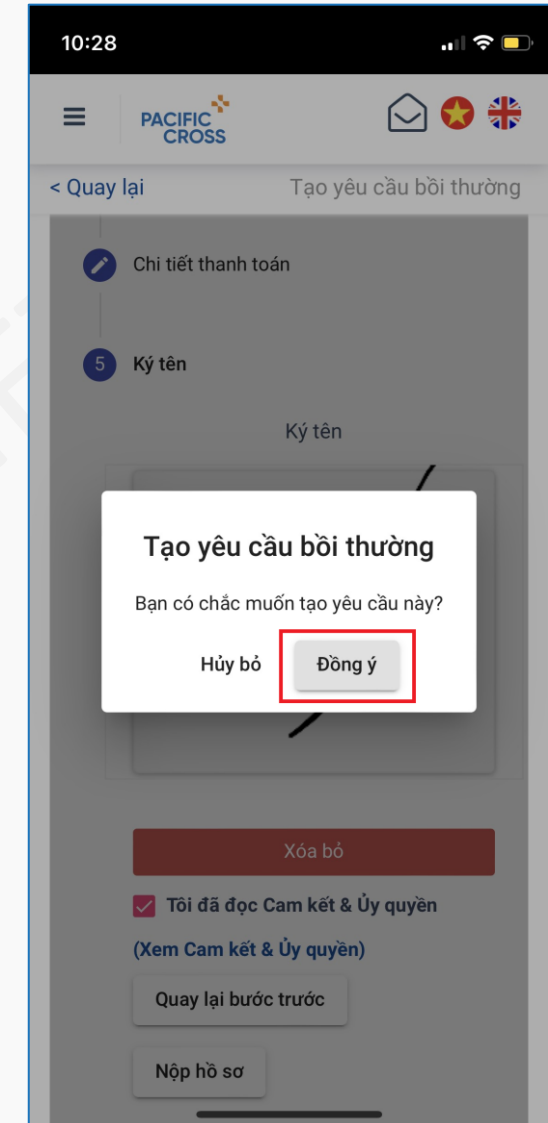 10:28
PACIFIC
CROSS
< Quay lại Tạo yêu cầu bồi thường
Chi tiết thanh toán
5 Ký tên
Ký tên
Tạo yêu cầu bồi thường
Bạn có chắc muốn tạo yêu cầu này?
Hủy bỏ Đồng ý
Xóa bỏ
Tôi đã đọc Cam kết & Ủy quyền
(Xem Cam kết & Ủy quyền)
Quay lại bước trước
Nộp hồ sơ